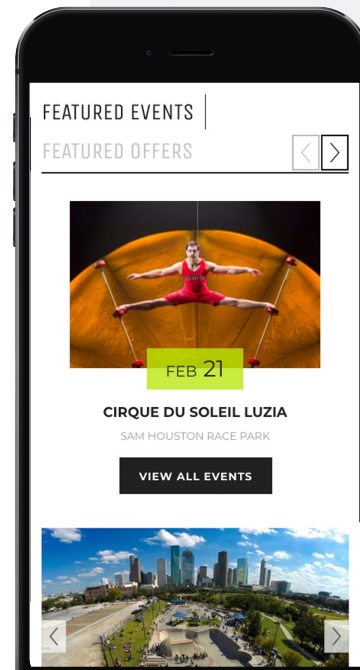 FEATURED EVENTS
FEATURED OFFERS
FEB 21
CIRQUE DU SOLEIL LUZIA
SAM HOUSTON RACE PARK
VIEW ALL EVENTS